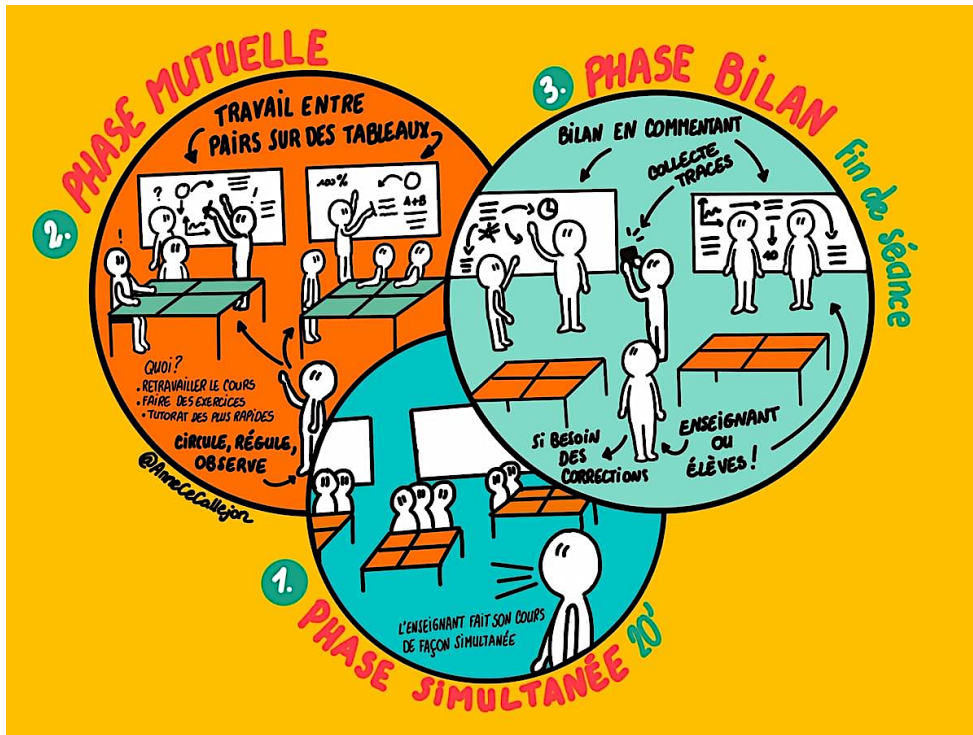 2. PHASE MUTUELLE
TRAVAIL ENTRE
PAIRS SUR DES TABLEAUX
?
!
100%
A+B
!
QUOI?
• RETRAVAILLER LE COURS
• FAIRE DES EXERCICES
• TUTORAT DES PLUS RAPIDES
CIRCULE, RÉGULE,
OBSERVE
@AnneCeCallejon
3. PHASE BILAN
Fin de séance
BILAN EN COMMENTANT
COLLECTE
TRACES
10
SI BESOIN
DES
CORRECTIONS
ENSEIGNANT
OU
ÉLÈVES!
1. PHASE SIMULTANÉE 20'
L'ENSEIGNANT FAIT SON COURS
DE FAÇON SIMULTANÉE